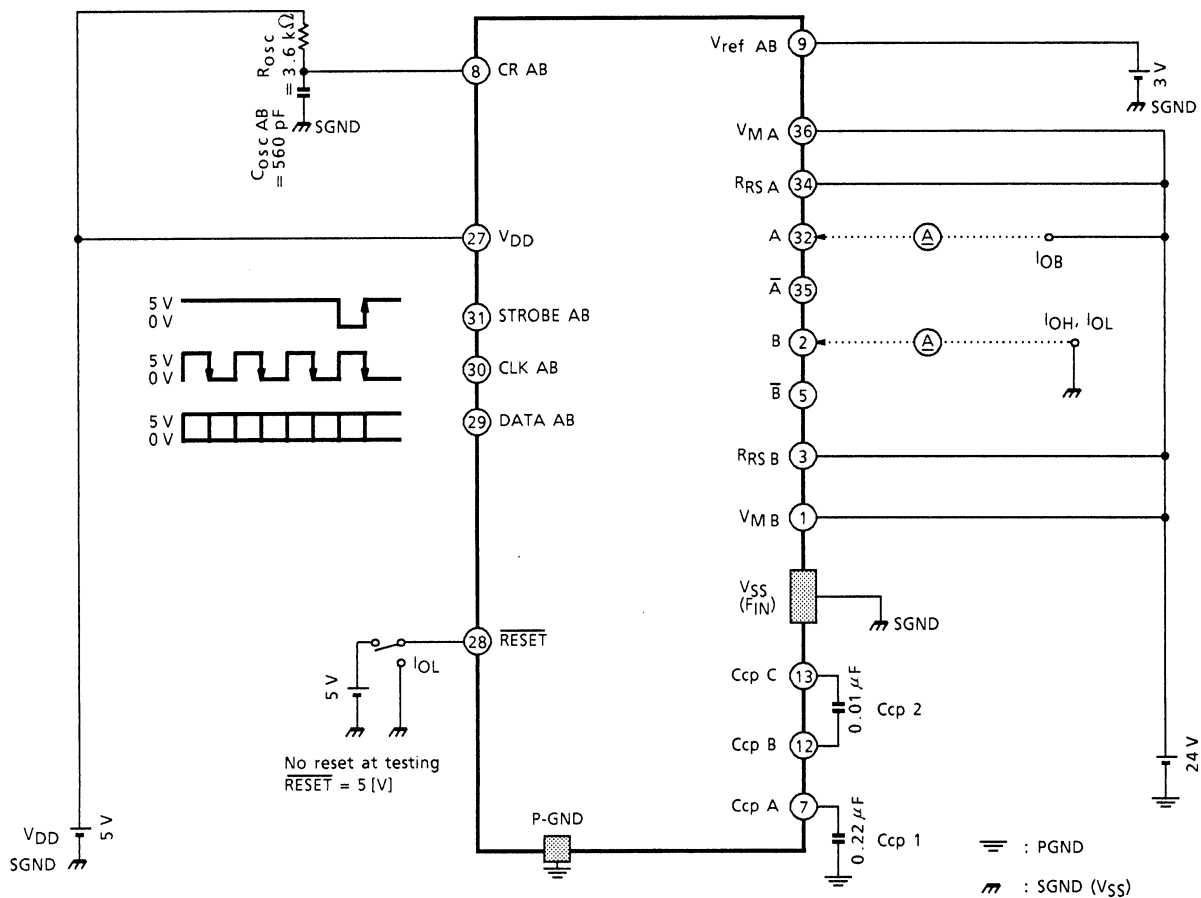 Rosc
= 3.6 kΩ
Cosc AB
= 560 pF
SGND
8
CR AB
27
VDD
5 V
0 V
31
STROBE AB
5 V
0 V
30
CLK AB
5 V
0 V
29
DATA AB
28
RESET
IOL
5 V
No reset at testing
RESET = 5 [V]
VDD
5 V
SGND
P-GND
Vref AB
9
3 V
SGND
VM A
36
RRS A
34
A
32
A
IOB
A
35
IOH, IOL
B
2
A
B
5
RRS B
3
VM B
1
VSS
(FIN)
SGND
Ccp C
13
0.01 μF
Ccp 2
Ccp B
12
24 V
Ccp A
7
0.22 μF
Ccp 1
: PGND
: SGND (VSS)